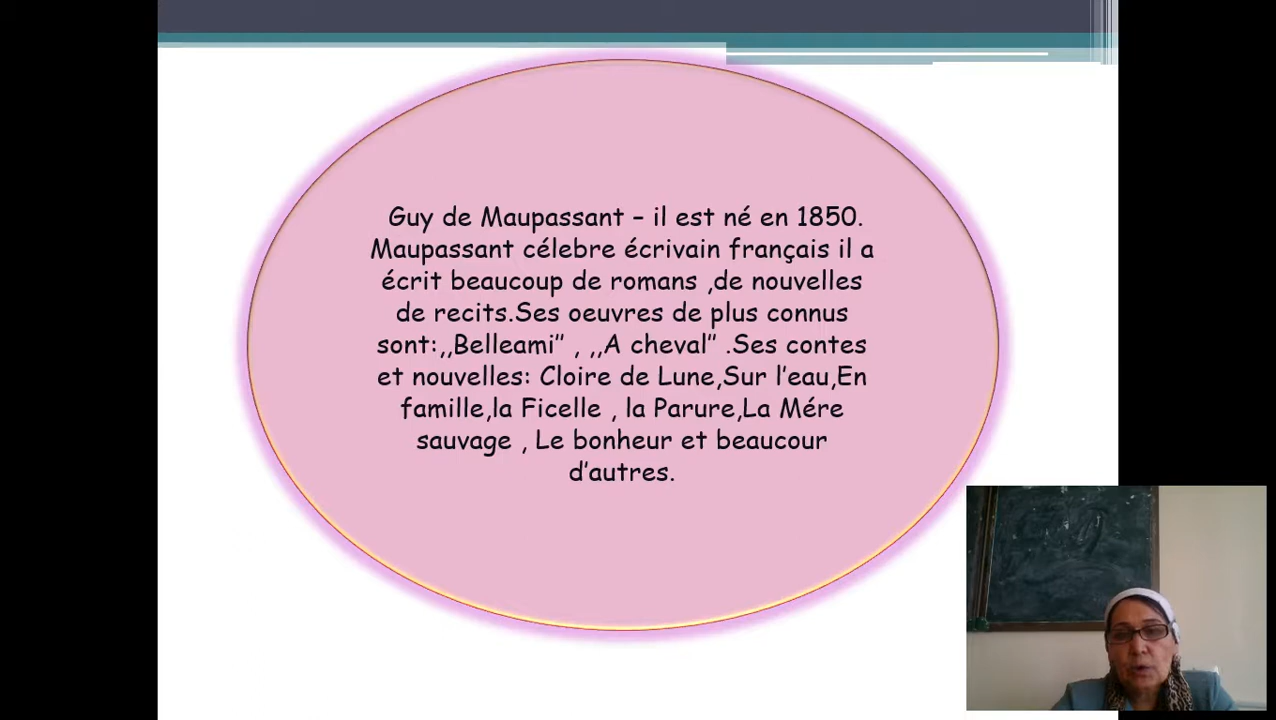 Guy de Maupassant – il est né en 1850.
Maupassant célebre écrivain français il a
écrit beaucoup de romans ,de nouvelles
de recits.Ses oeuvres de plus connus
sont:,,Belleami’’ , ,,A cheval’’ .Ses contes
et nouvelles: Cloire de Lune,Sur l’eau,En
famille,la Ficelle , la Parure,La Mére
sauvage , Le bonheur et beaucour
d’autres.